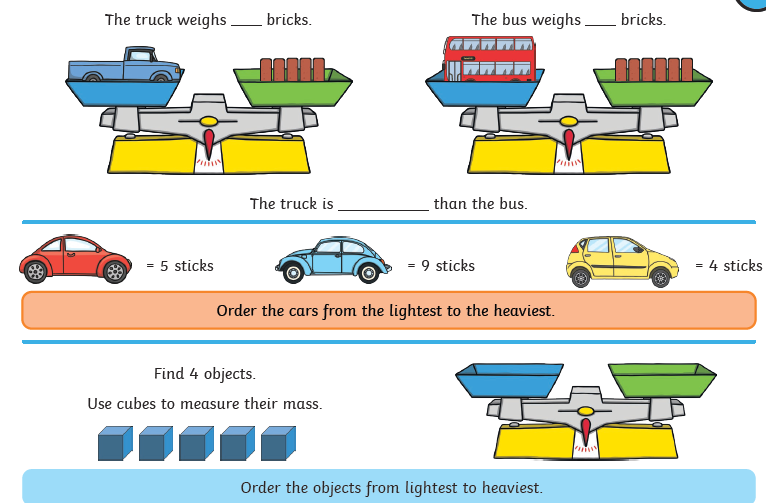 The truck weighs ____ bricks.
The bus weighs ____ bricks.
The truck is ____________ than the bus.
= 5 sticks
= 9 sticks
= 4 sticks
Order the cars from the lightest to the heaviest.
Find 4 objects.
Use cubes to measure their mass.
Order the objects from lightest to heaviest.